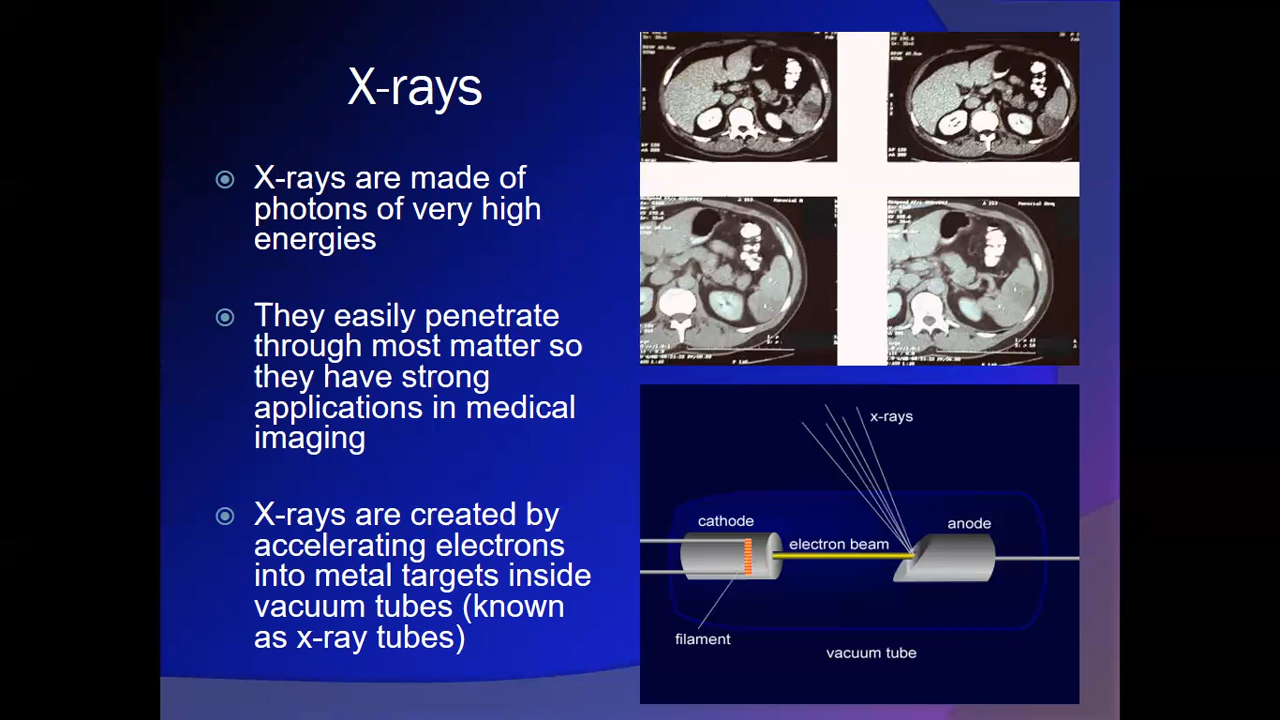 X-rays
X-rays are made of
photons of very high
energies
They easily penetrate
through most matter so
they have strong
applications in medical
imaging
X-rays are created by
accelerating electrons
into metal targets inside
vacuum tubes (known
as x-ray tubes)
x-rays
cathode
anode
electron beam
filament
vacuum tube